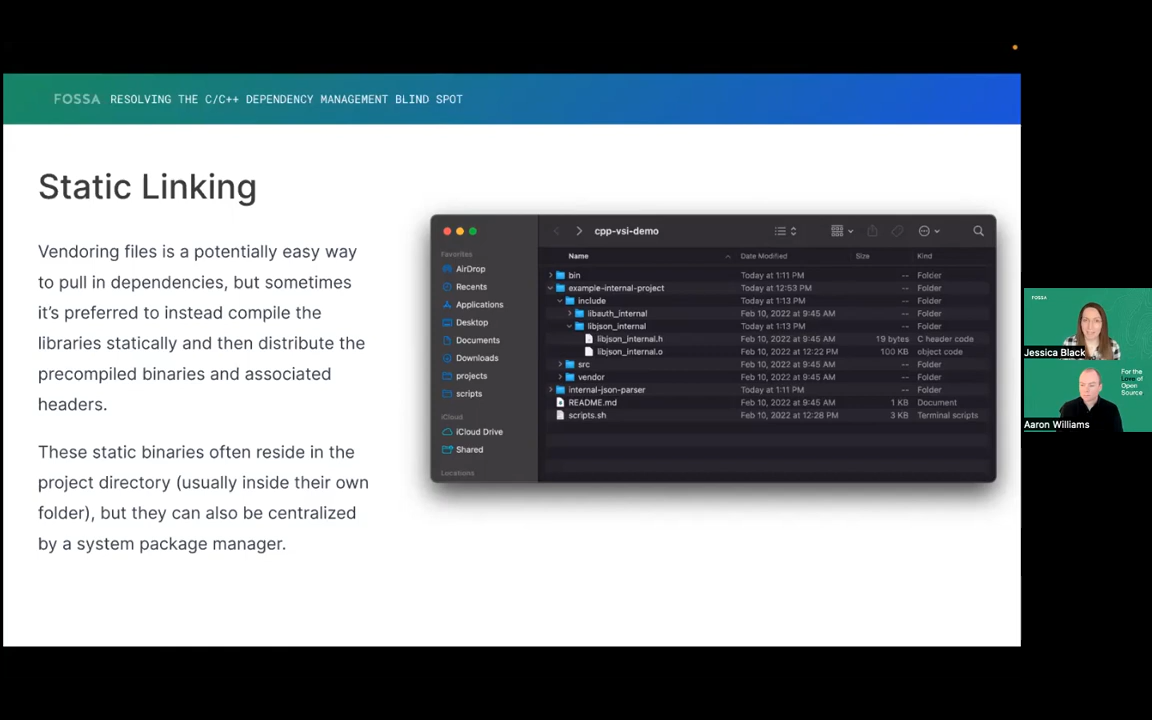 FOSSA RESOLVING THE C/C++ DEPENDENCY MANAGEMENT BLIND SPOT
Static Linking
Vendoring files is a potentially easy way
to pull in dependencies, but sometimes
it's preferred to instead compile the
libraries statically and then distribute the
precompiled binaries and associated
headers.
These static binaries often reside in the
project directory (usually inside their own
folder), but they can also be centralized
by a system package manager.
cpp-vsi-demo
Favorites
AirDrop
Recents
Applications
Desktop
Documents
Downloads
projects
scripts
iCloud
iCloud Drive
Shared
Locations
Name Date Modified Size Kind
bin Today at 1:11 PM -- Folder
example-internal-project Today at 12:53 PM -- Folder
include Today at 1:13 PM -- Folder
libauth_internal Feb 10, 2022 at 9:45 AM -- Folder
libjson_internal Today at 1:13 PM -- Folder
libjson_internal.h Feb 10, 2022 at 9:45 AM 19 bytes C header code
libjson_internal.o Feb 10, 2022 at 12:22 PM 100 KB object code
src Feb 10, 2022 at 9:45 AM -- Folder
vendor Feb 10, 2022 at 9:45 AM -- Folder
internal-json-parser Today at 1:11 PM -- Folder
README.md Feb 10, 2022 at 9:45 AM 1 KB Document
scripts.sh Feb 10, 2022 at 12:28 PM 3 KB Terminal scripts
FOSSA
Jessica Black
For the
Love of
Open
Source
Aaron Williams